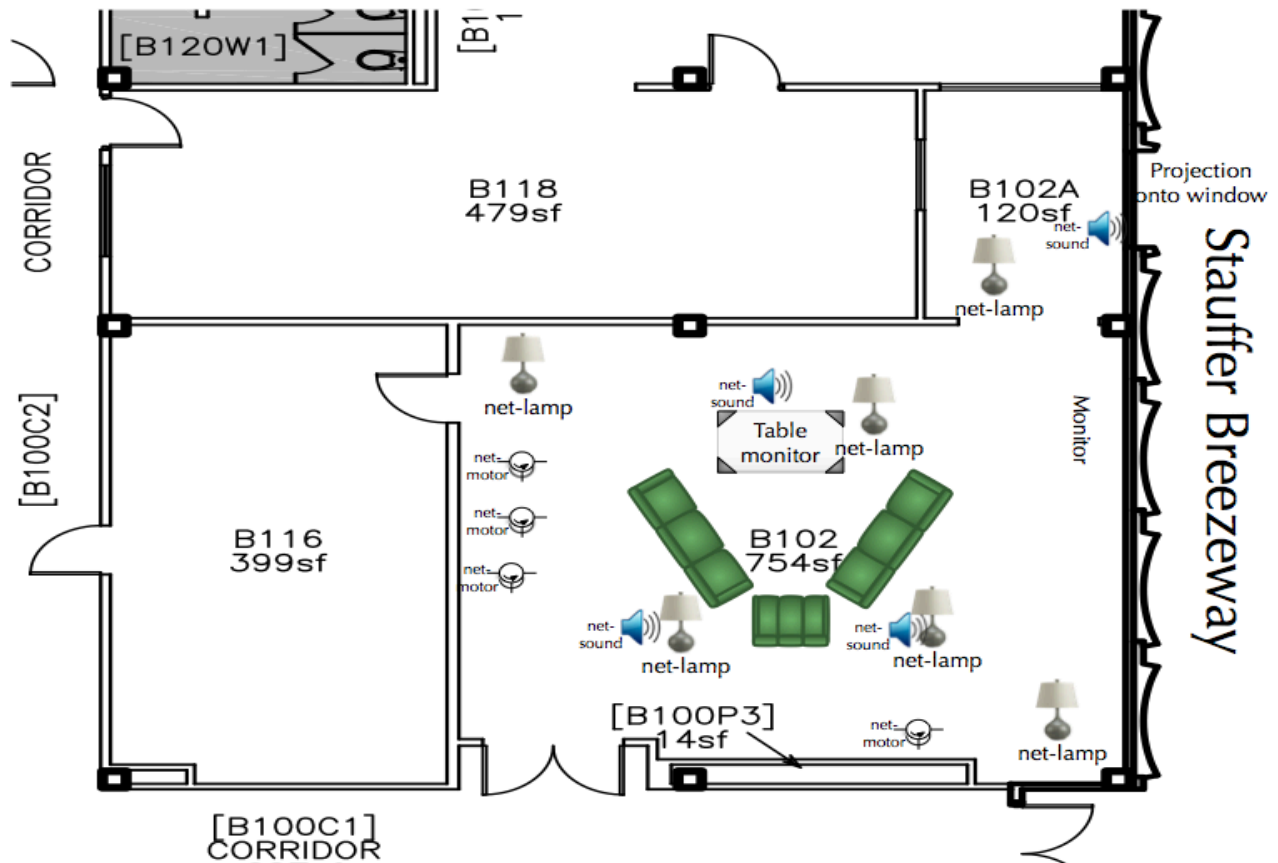 [B120W1]
[B1
1
CORRIDOR
B118
479sf
B102A
120sf
Projection
onto window
net-
sound
net-lamp
Stauffer Breezeway
net-lamp
net-
sound
net-lamp
Table
monitor
Monitor
[B100C2]
net-
motor
net-
motor
net-
motor
B116
399sf
B102
754sf
net-
sound
net-lamp
net-
sound
net-lamp
[B100P3]
14sf
net-
motor
net-lamp
[B100C1]
CORRIDOR